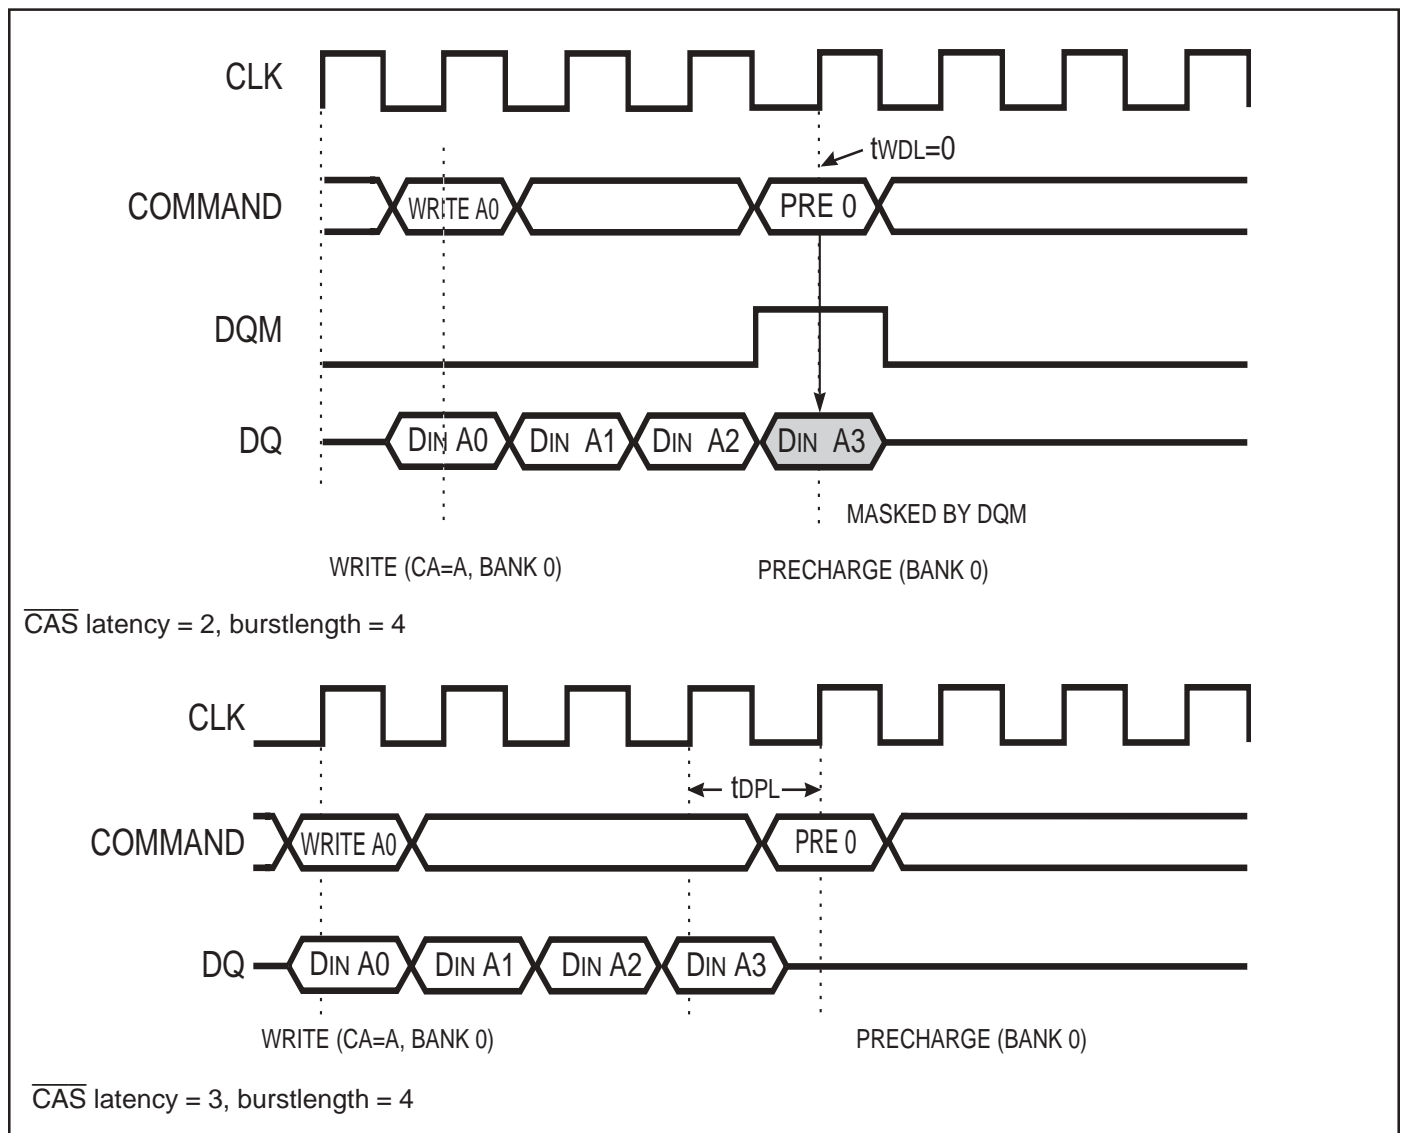 CLK
tWDL=0
COMMAND WRITE A0 PRE 0
DQM
DQ DIN A0 DIN A1 DIN A2 DIN A3
MASKED BY DQM
WRITE (CA=A, BANK 0) PRECHARGE (BANK 0)
CAS latency = 2, burstlength = 4
CLK
tDPL
COMMAND WRITE A0 PRE 0
DQ DIN A0 DIN A1 DIN A2 DIN A3
WRITE (CA=A, BANK 0) PRECHARGE (BANK 0)
CAS latency = 3, burstlength = 4